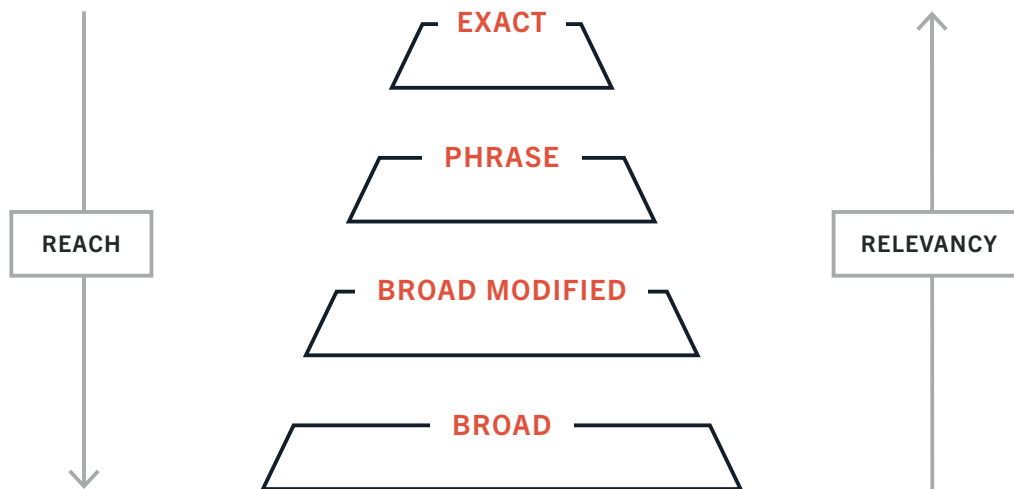 EXACT
PHRASE
REACH
RELEVANCY
BROAD MODIFIED
BROAD